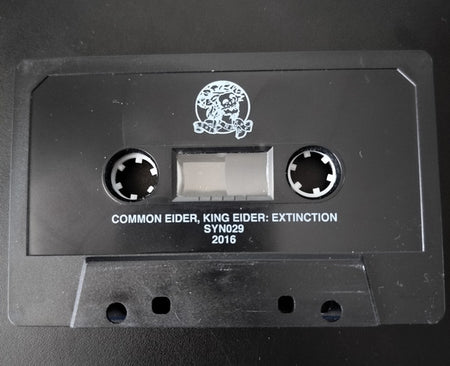 COMMON EIDER, KING EIDER: EXTINCTION
SYN029
2016